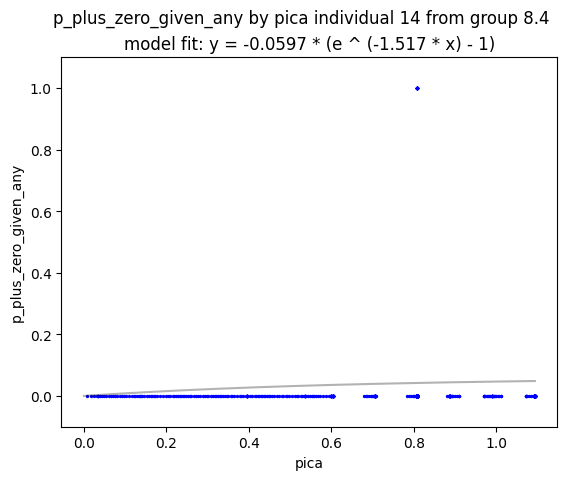 p_plus_zero_given_any by pica individual 14 from group 8.4
model fit: y = -0.0597 * (e ^ (-1.517 * x) - 1)
1.0
0.8
0.6
0.4
0.2
0.0
p_plus_zero_given_any
0.0 0.2 0.4 0.6 0.8 1.0
pica